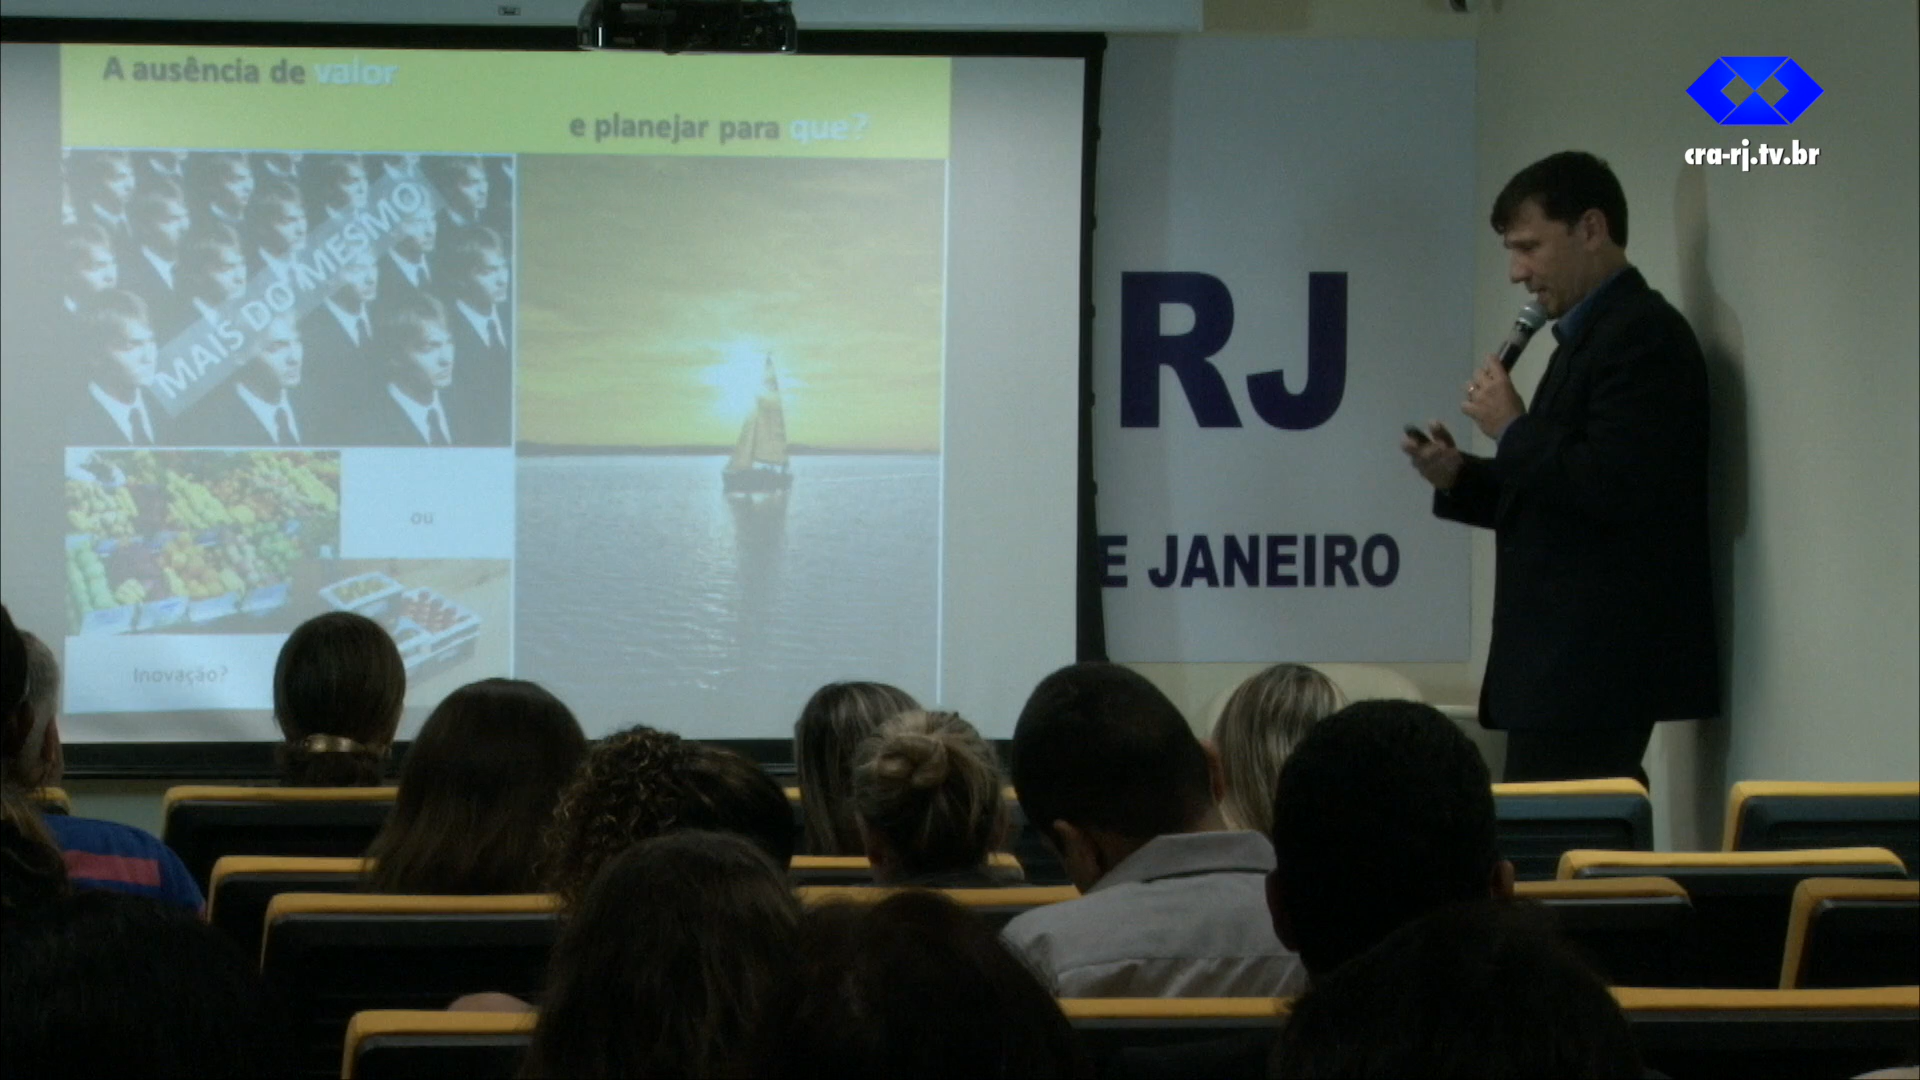 A ausência de valor
e planejar para que?
MAIS DO MESMO
ou
Inovação?
RJ
E JANEIRO
cra-rj.tv.br